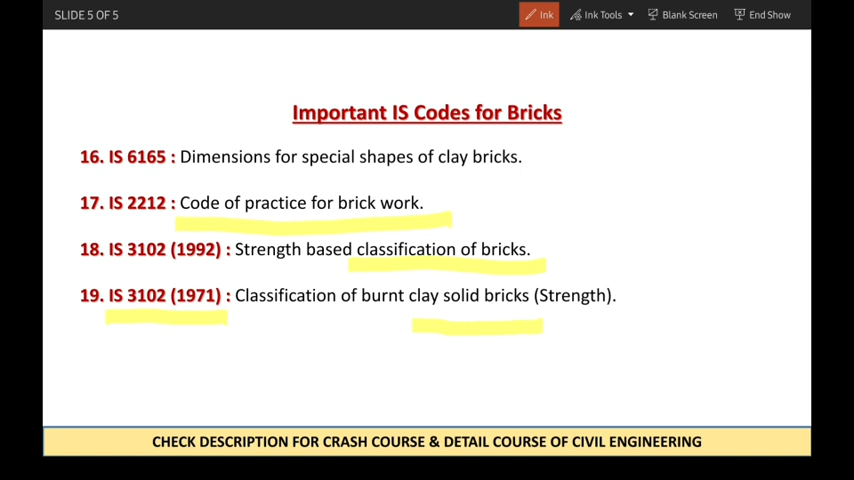 SLIDE 5 OF 5
Ink
Ink Tools
Blank Screen
End Show
Important IS Codes for Bricks
16. IS 6165 : Dimensions for special shapes of clay bricks.
17. IS 2212 : Code of practice for brick work.
18. IS 3102 (1992) : Strength based classification of bricks.
19. IS 3102 (1971) : Classification of burnt clay solid bricks (Strength).
CHECK DESCRIPTION FOR CRASH COURSE & DETAIL COURSE OF CIVIL ENGINEERING